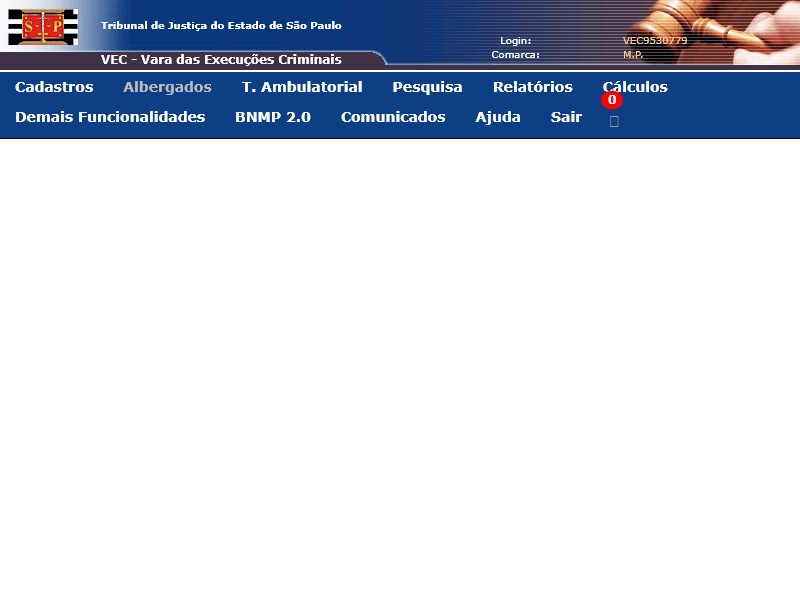 STP
Tribunal de Justiça do Estado de São Paulo
Login: VEC9530779
Comarca: M.P.
VEC - Vara das Execuções Criminais
Cadastros Albergados T. Ambulatorial Pesquisa Relatórios Cálculos
0
Demais Funcionalidades BNMP 2.0 Comunicados Ajuda Sair